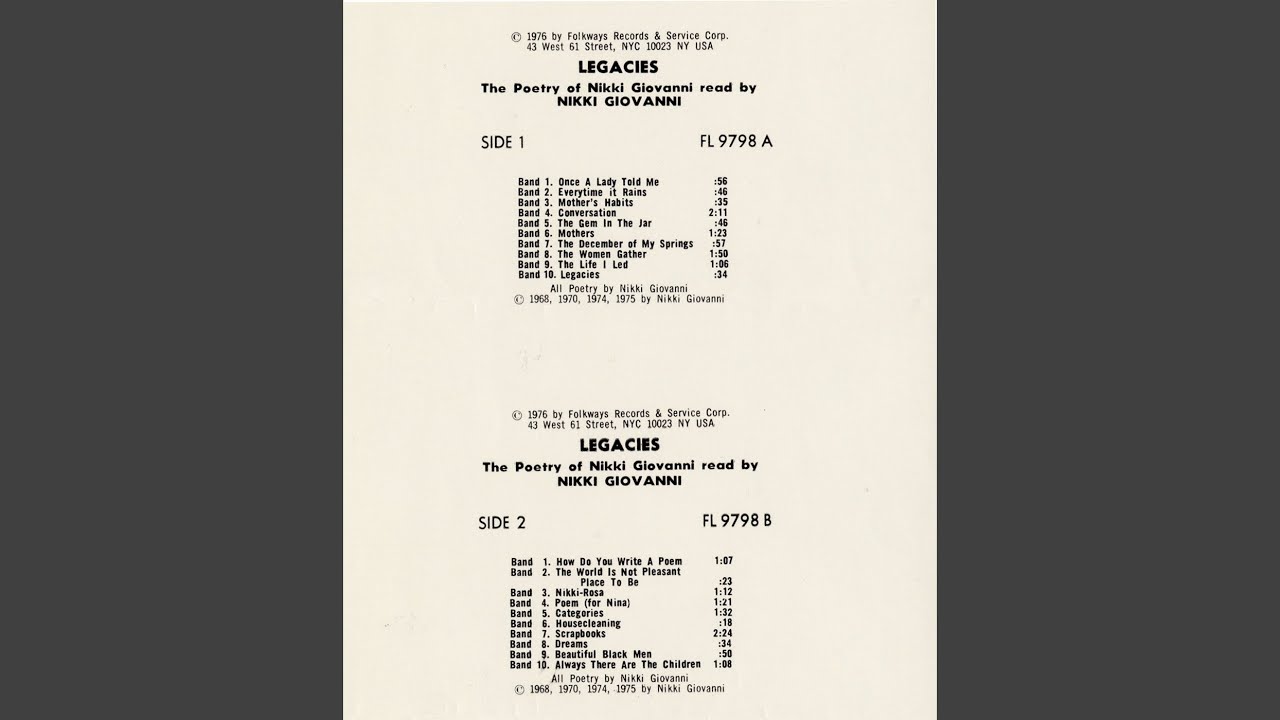 © 1976 by Folkways Records & Service Corp.
43 West 61 Street, NYC 10023 NY USA
LEGACIES
The Poetry of Nikki Giovanni read by
NIKKI GIOVANNI
SIDE 1 FL 9798 A
Band 1. Once A Lady Told Me :56
Band 2. Everytime it Rains :46
Band 3. Mother's Habits :35
Band 4. Conversation 2:11
Band 5. The Gem In The Jar :46
Band 6. Mothers 1:23
Band 7. The December of My Springs :57
Band 8. The Women Gather 1:50
Band 9. The Life I Led 1:06
Band 10. Legacies :34
All Poetry by Nikki Giovanni
© 1968, 1970, 1974, 1975 by Nikki Giovanni
© 1976 by Folkways Records & Service Corp.
43 West 61 Street, NYC 10023 NY USA
LEGACIES
The Poetry of Nikki Giovanni read by
NIKKI GIOVANNI
SIDE 2 FL 9798 B
Band 1. How Do You Write A Poem 1:07
Band 2. The World Is Not Pleasant
Place To Be :23
Band 3. Nikki-Rosa 1:12
Band 4. Poem (for Nina) 1:21
Band 5. Categories 1:32
Band 6. Housecleaning :18
Band 7. Scrapbooks 2:24
Band 8. Dreams :34
Band 9. Beautiful Black Men :50
Band 10. Always There Are The Children 1:08
All Poetry by Nikki Giovanni
© 1968, 1970, 1974, 1975 by Nikki Giovanni